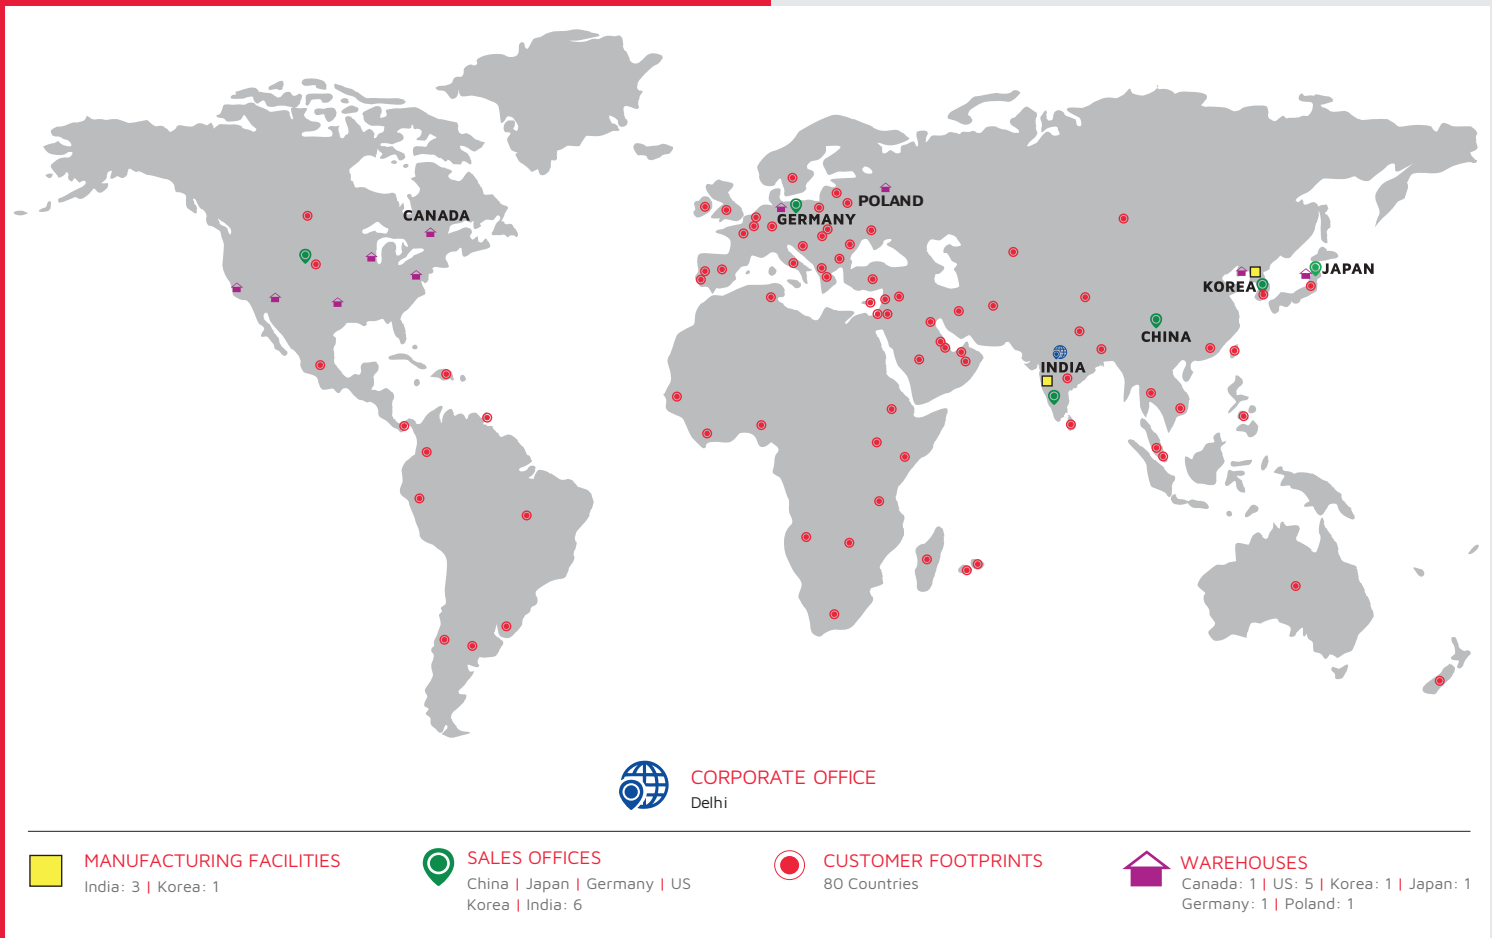 CANADA
POLAND
GERMANY
JAPAN
KOREA
CHINA
INDIA
CORPORATE OFFICE
Delhi
MANUFACTURING FACILITIES
India: 3 | Korea: 1
SALES OFFICES
China | Japan | Germany | US
Korea | India: 6
CUSTOMER FOOTPRINTS
80 Countries
WAREHOUSES
Canada: 1 | US: 5 | Korea: 1 | Japan: 1
Germany: 1 | Poland: 1